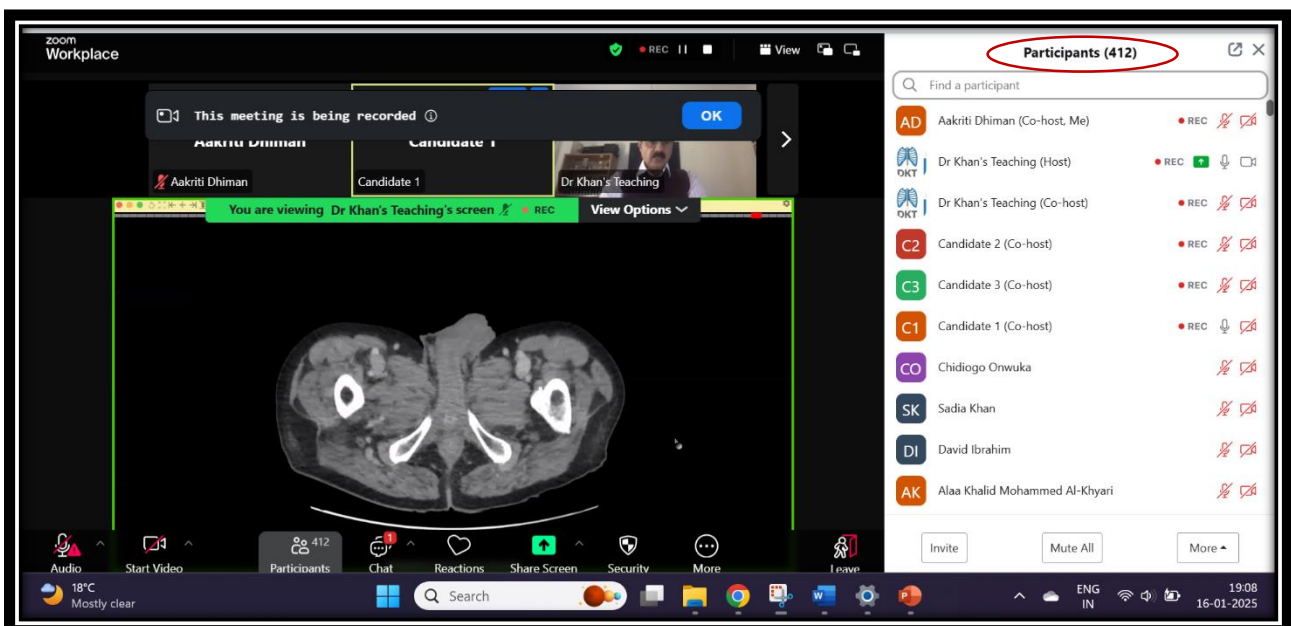 zoom
Workplace
REC
View
This meeting is being recorded
OK
Aakriti Dhiman
Candidate 1
Aakriti Dhiman
Candidate 1
Dr Khan's Teaching
You are viewing Dr Khan's Teaching's screen
REC
View Options
Participants (412)
Find a participant
AD Aakriti Dhiman (Co-host, Me) REC
DKT Dr Khan's Teaching (Host) REC
DKT Dr Khan's Teaching (Co-host) REC
C2 Candidate 2 (Co-host) REC
C3 Candidate 3 (Co-host) REC
C1 Candidate 1 (Co-host) REC
CO Chidiogo Onwuka
SK Sadia Khan
DI David Ibrahim
AK Alaa Khalid Mohammed Al-Khyari
Invite Mute All More
412 1
Audio Start Video Participants Chat Reactions Share Screen Security More Leave
18°C
Mostly clear
Search
ENG
IN
19:08
16-01-2025